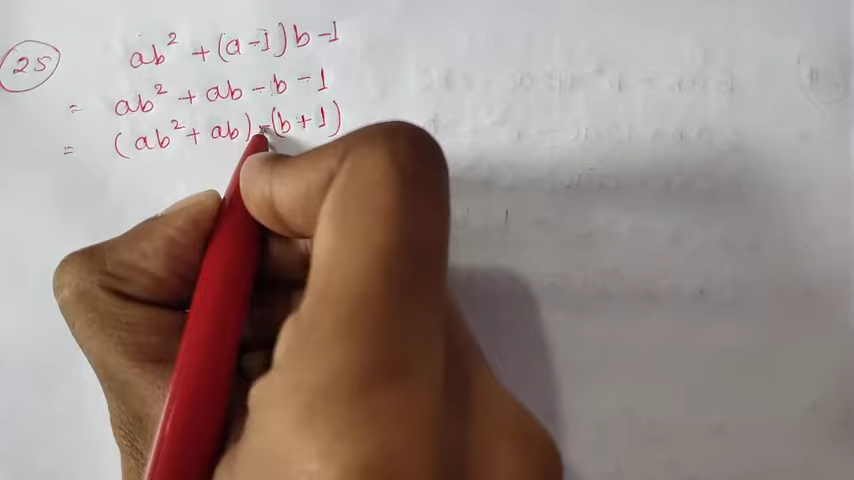 25 ab² + (a-1)b-1
= ab² + ab - b - 1
= (ab² + ab) - (b + 1)